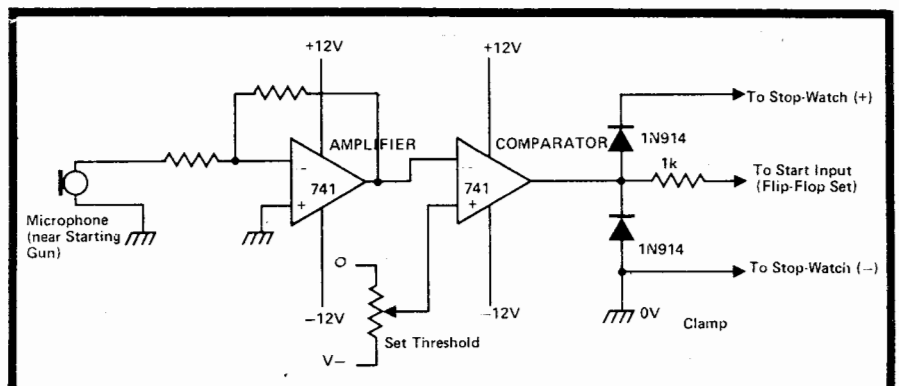 +12V
+12V
To Stop-Watch (+)
AMPLIFIER
COMPARATOR
1N914
1k
-
741
+
-
741
+
To Start Input
(Flip-Flop Set)
Microphone
(near Starting
Gun)
1N914
O
To Stop-Watch (—)
−12V
−12V
0V
Clamp
Set Threshold
V−